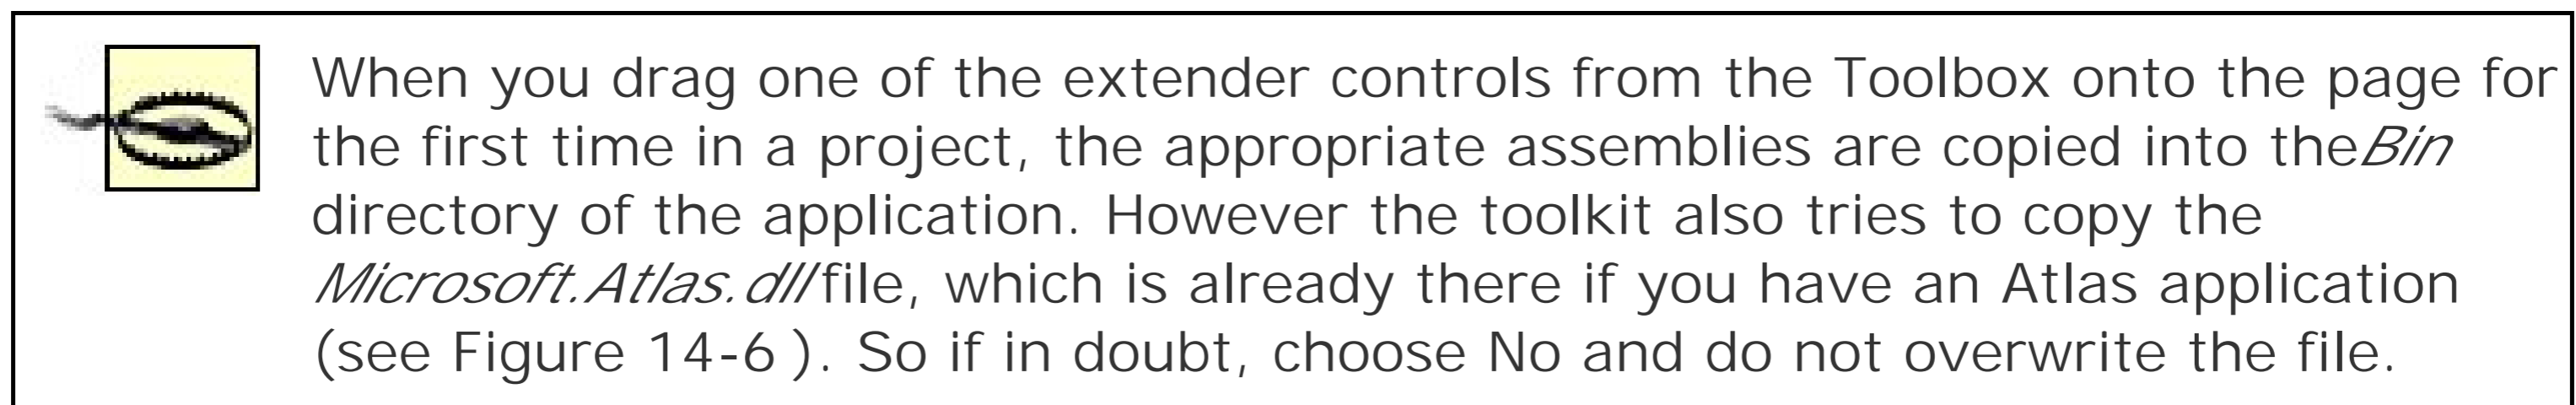 When you drag one of the extender controls from the Toolbox onto the page for
the first time in a project, the appropriate assemblies are copied into the Bin
directory of the application. However the toolkit also tries to copy the
Microsoft.Atlas.dll file, which is already there if you have an Atlas application
(see Figure 14-6 ). So if in doubt, choose No and do not overwrite the file.